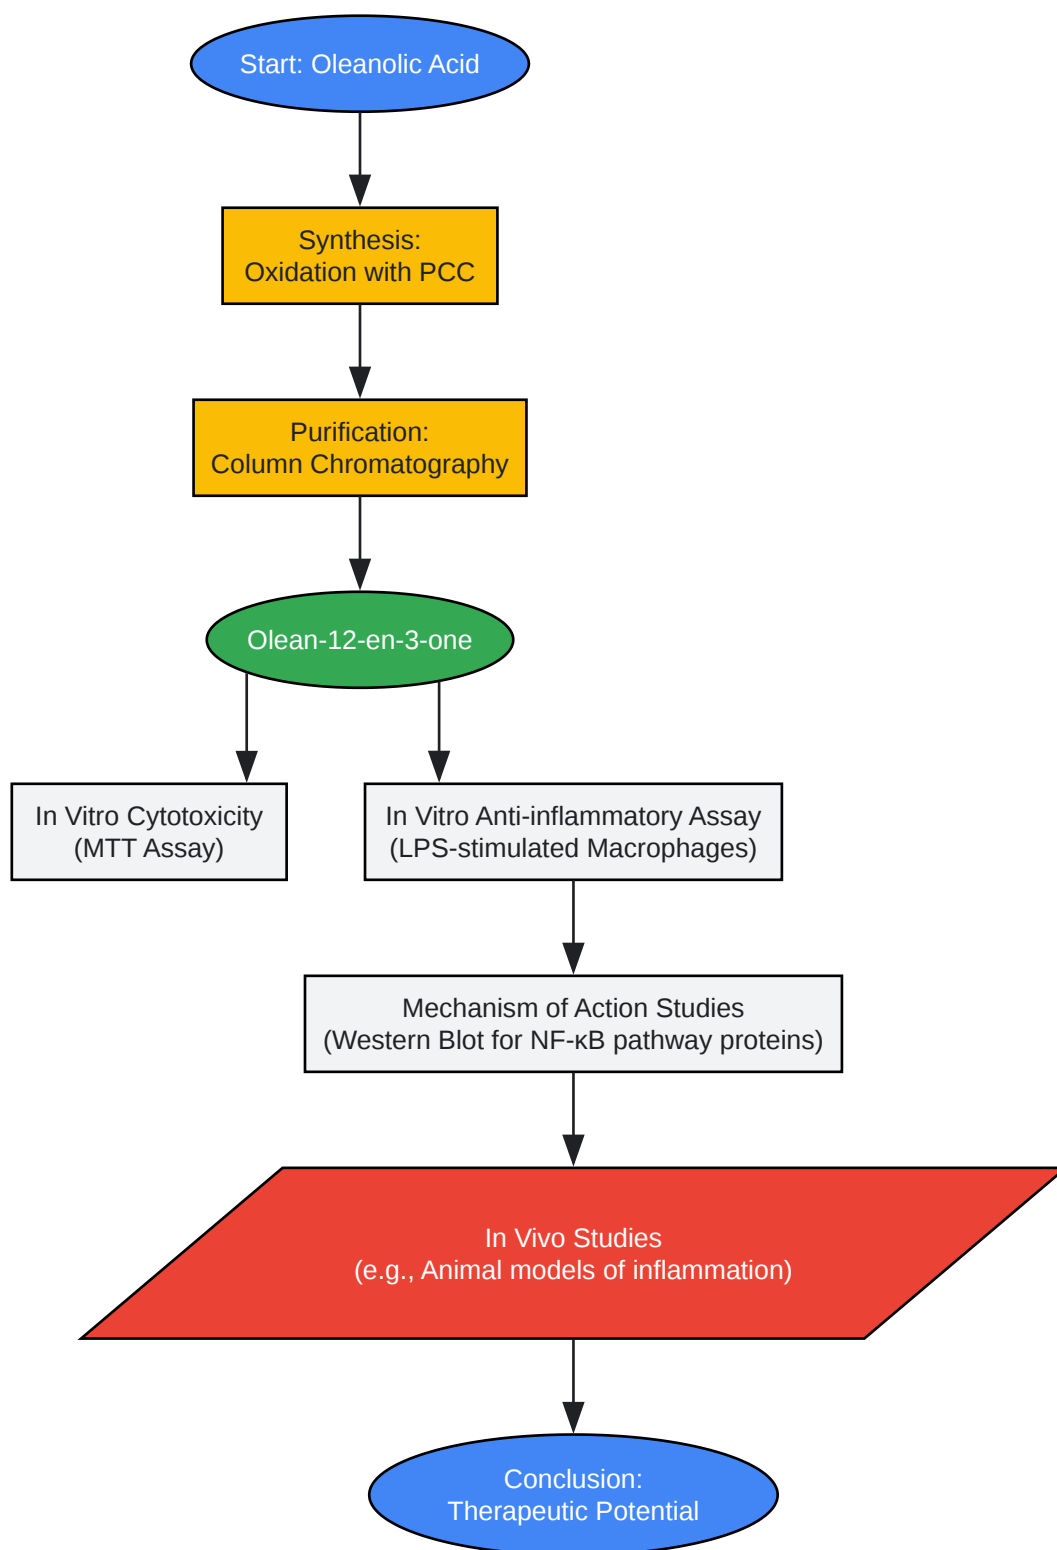 Start: Oleanolic Acid
Synthesis:
Oxidation with PCC
Purification:
Column Chromatography
Olean-12-en-3-one
In Vitro Cytotoxicity
(MTT Assay)
In Vitro Anti-inflammatory Assay
(LPS-stimulated Macrophages)
Mechanism of Action Studies
(Western Blot for NF-κB pathway proteins)
In Vivo Studies
(e.g., Animal models of inflammation)
Conclusion:
Therapeutic Potential